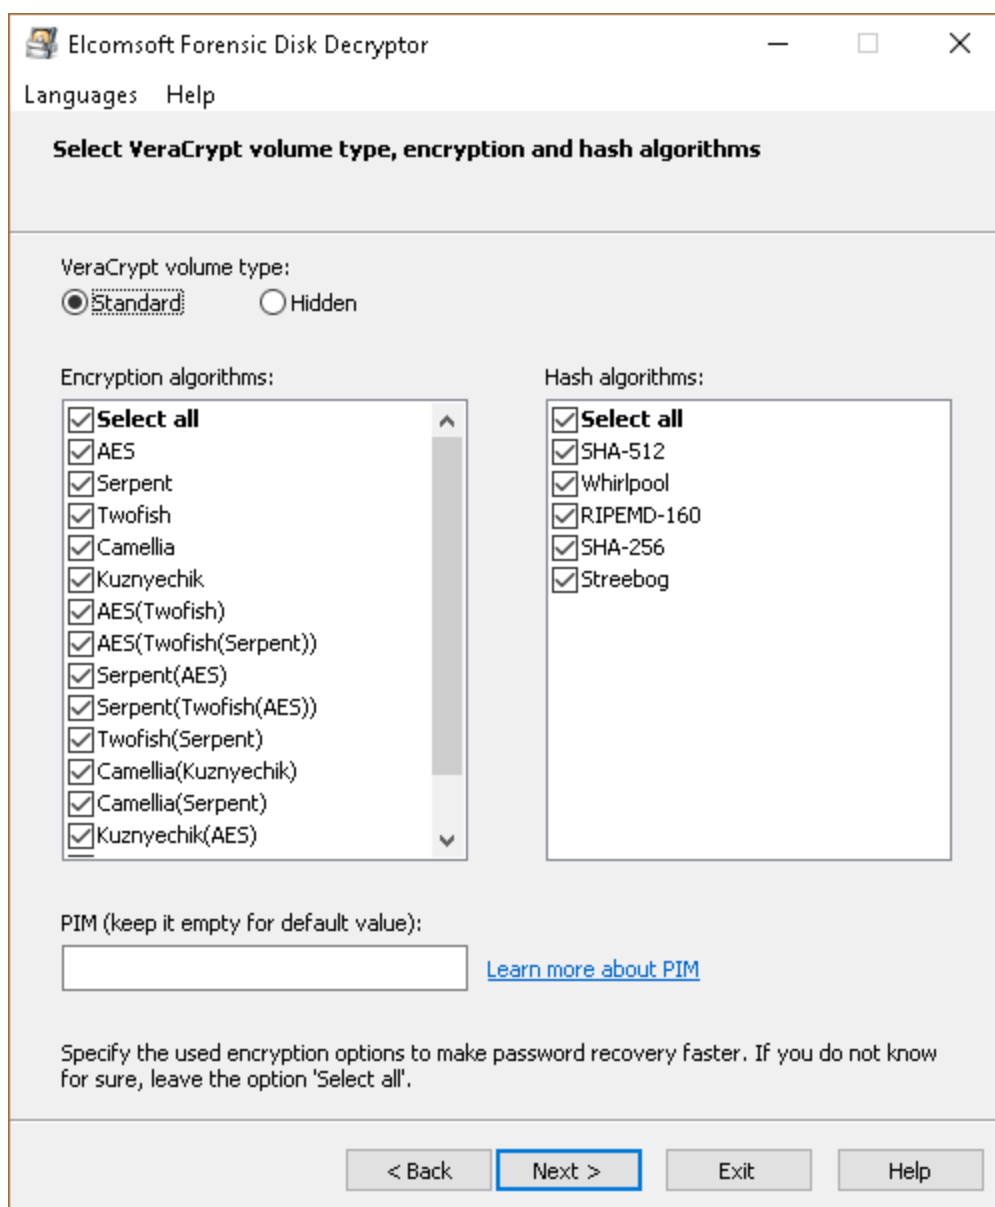 Elcomsoft Forensic Disk Decryptor
Languages Help
Select VeraCrypt volume type, encryption and hash algorithms
VeraCrypt volume type:
Standard Hidden
Encryption algorithms:
Select all
AES
Serpent
Twofish
Camellia
Kuznyechik
AES(Twofish)
AES(Twofish(Serpent))
Serpent(AES)
Serpent(Twofish(AES))
Twofish(Serpent)
Camellia(Kuznyechik)
Camellia(Serpent)
Kuznyechik(AES)
Hash algorithms:
Select all
SHA-512
Whirlpool
RIPEMD-160
SHA-256
Streebog
PIM (keep it empty for default value):
Learn more about PIM
Specify the used encryption options to make password recovery faster. If you do not know
for sure, leave the option 'Select all'.
< Back Next > Exit Help